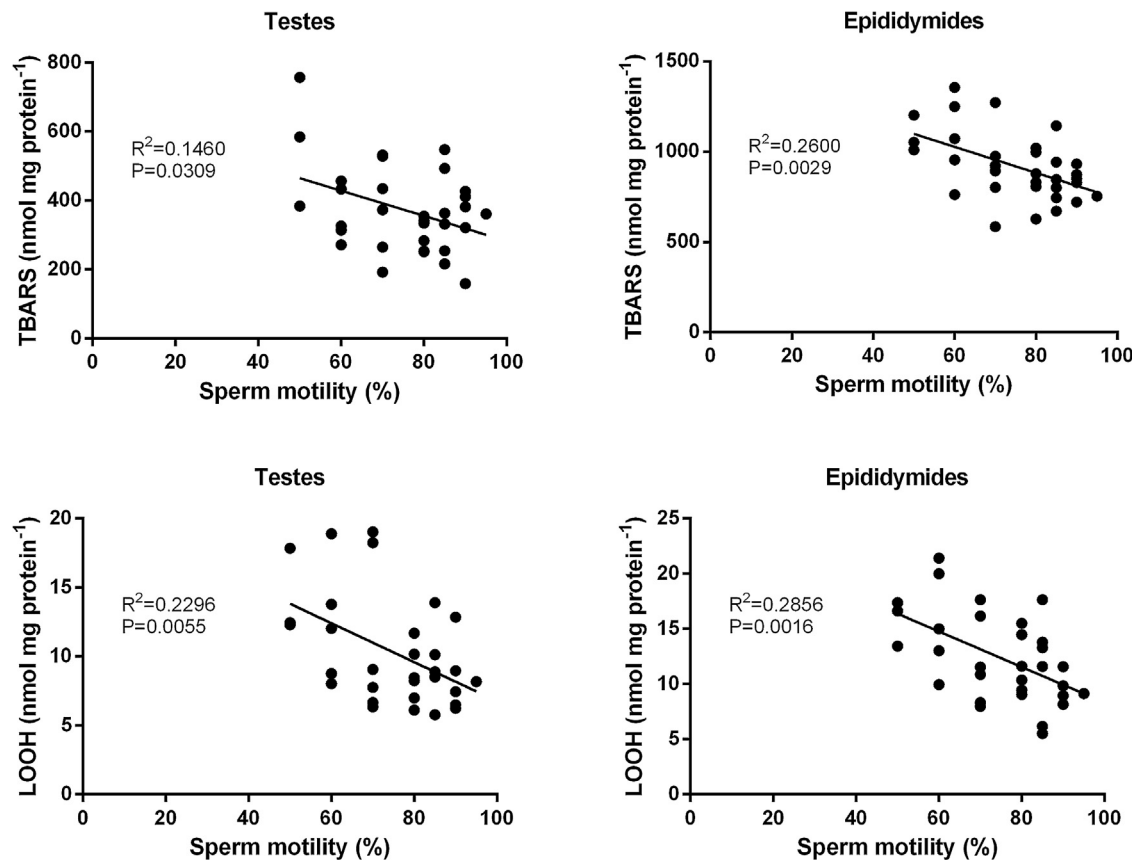 Testes
TBARS (nmol mg protein⁻¹)
800
600
400
200
0
R²=0.1460
P=0.0309
0 20 40 60 80 100
Sperm motility (%)
Epididymides
TBARS (nmol mg protein⁻¹)
1500
1000
500
0
R²=0.2600
P=0.0029
0 20 40 60 80 100
Sperm motility (%)
Testes
LOOH (nmol mg protein⁻¹)
20
15
10
5
0
R²=0.2296
P=0.0055
0 20 40 60 80 100
Sperm motility (%)
Epididymides
LOOH (nmol mg protein⁻¹)
25
20
15
10
5
0
R²=0.2856
P=0.0016
0 20 40 60 80 100
Sperm motility (%)